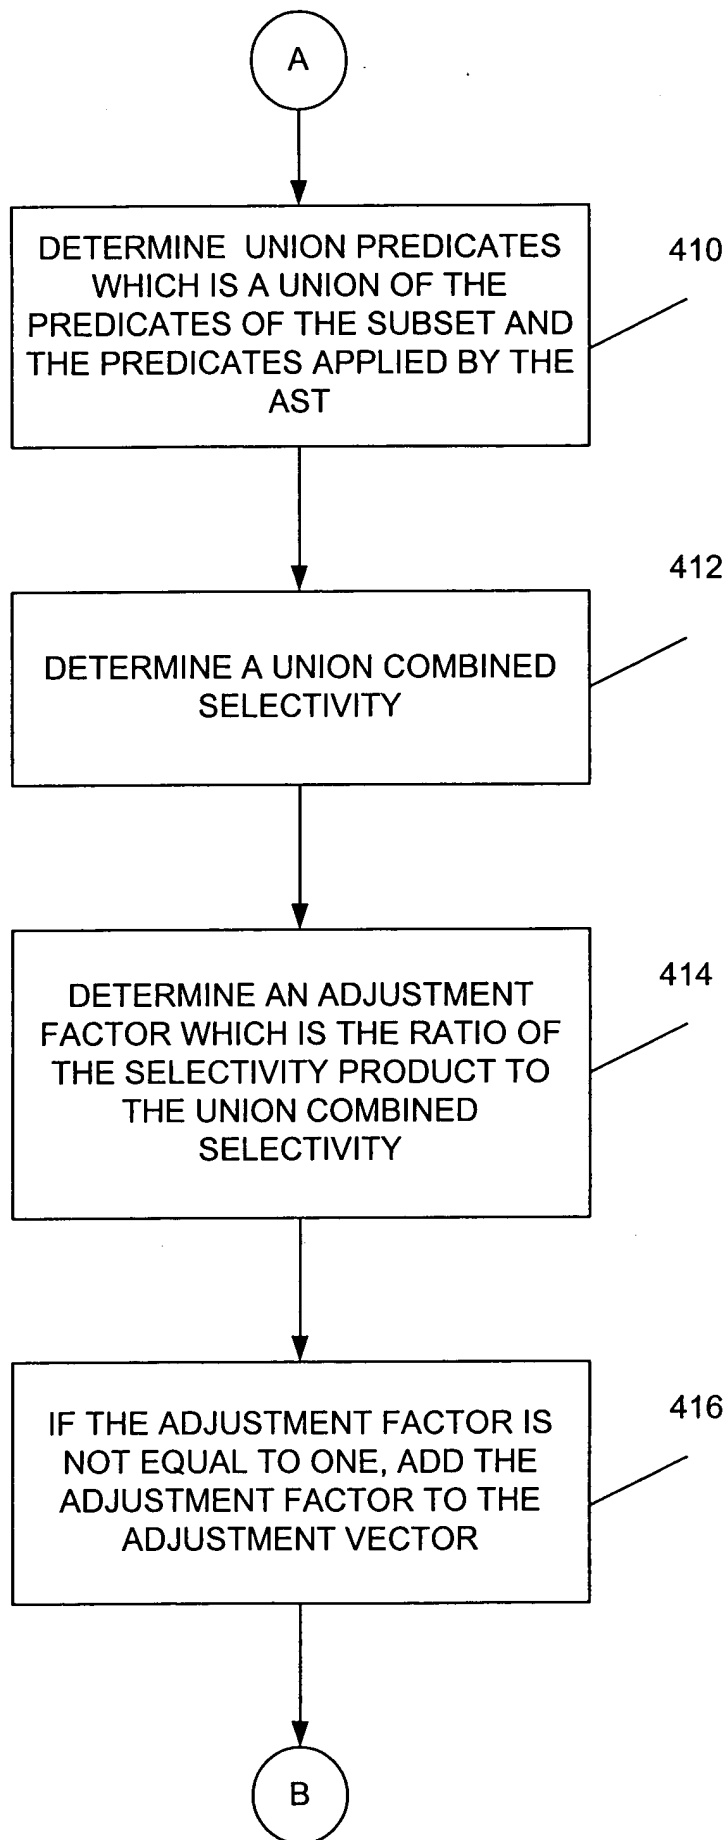 A
DETERMINE UNION PREDICATES
WHICH IS A UNION OF THE
PREDICATES OF THE SUBSET AND
THE PREDICATES APPLIED BY THE
AST
410
DETERMINE A UNION COMBINED
SELECTIVITY
412
DETERMINE AN ADJUSTMENT
FACTOR WHICH IS THE RATIO OF
THE SELECTIVITY PRODUCT TO
THE UNION COMBINED
SELECTIVITY
414
IF THE ADJUSTMENT FACTOR IS
NOT EQUAL TO ONE, ADD THE
ADJUSTMENT FACTOR TO THE
ADJUSTMENT VECTOR
416
B